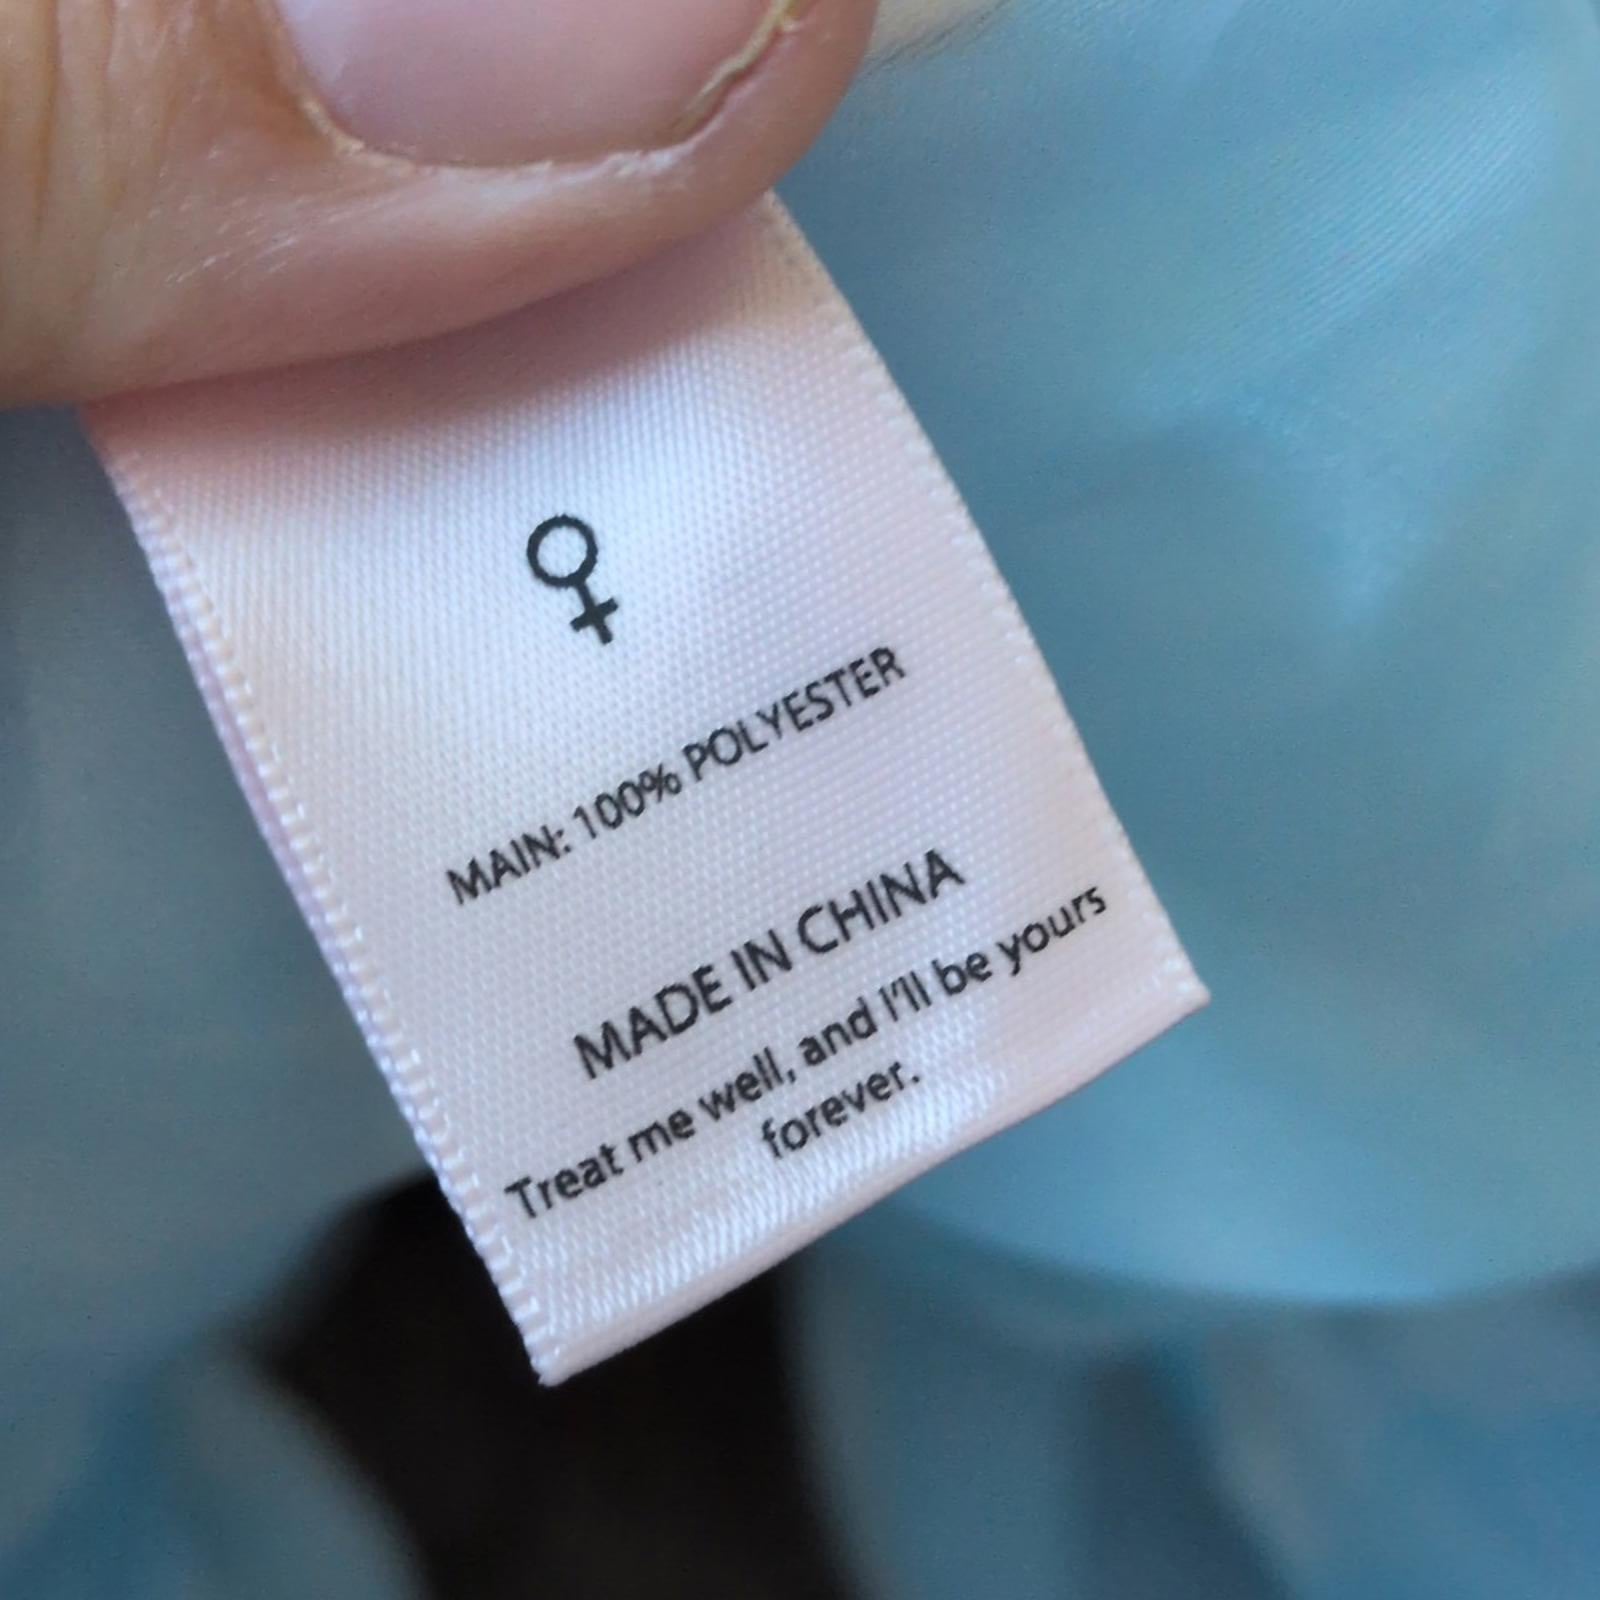 MAIN: 100% POLYESTER
MADE IN CHINA
Treat me well, and I'll be yours
forever.